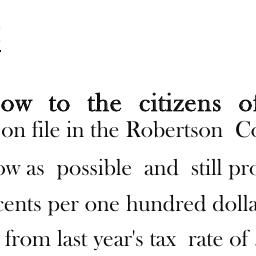 ow to the citizens of
on file in the Robertson Co
ow as possible and still pro
cents per one hundred dolla
from last year's tax rate of